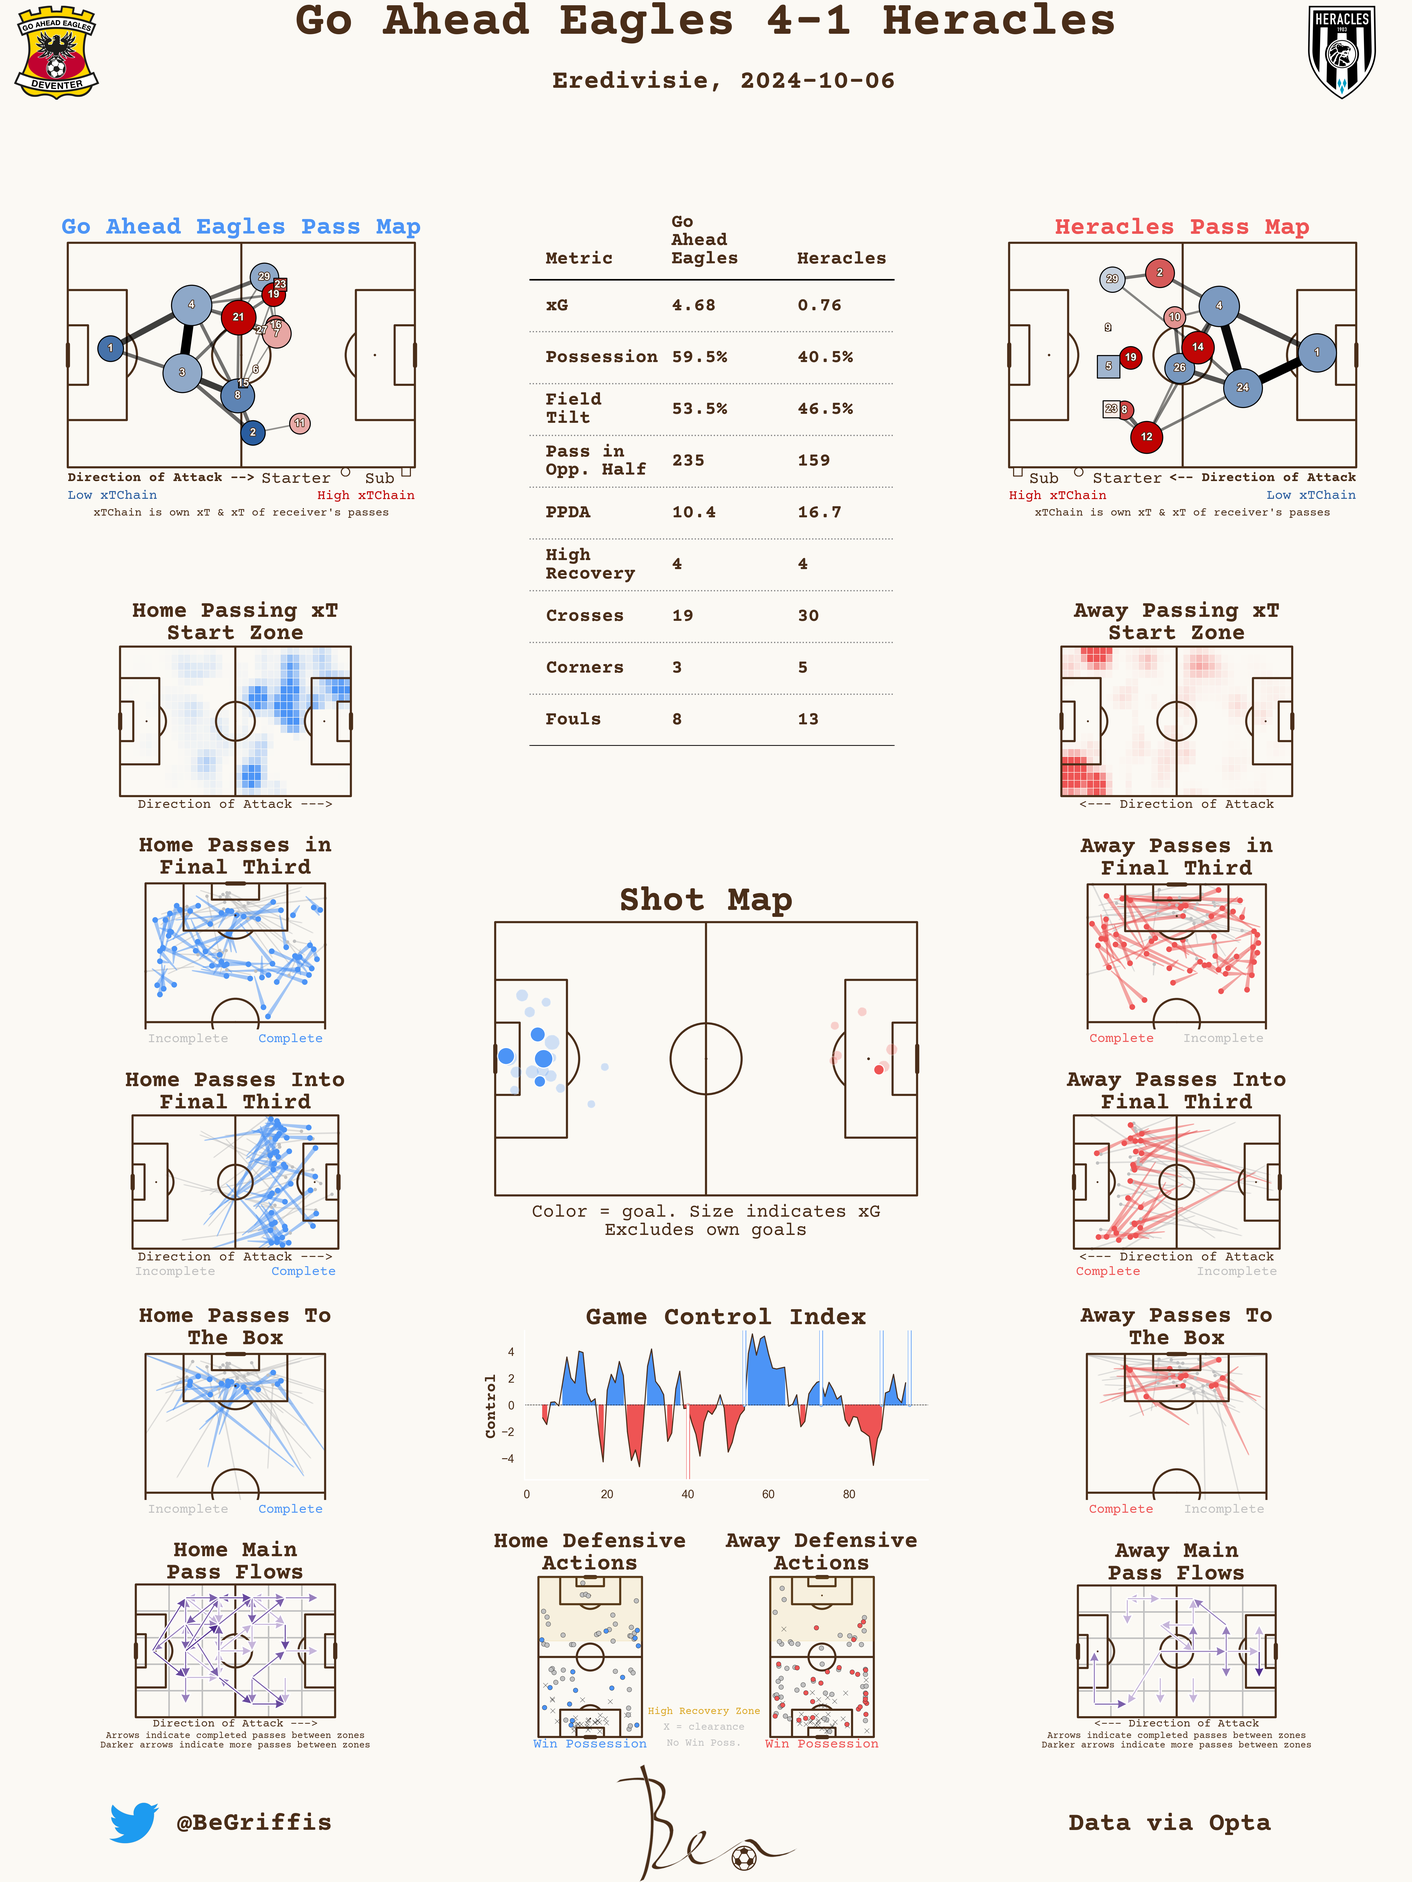 Go Ahead Eagles 4-1 Heracles
Eredivisie, 2024-10-06
GO AHEAD EAGLES
DEVENTER
HERACLES
1903
Go Ahead Eagles Pass Map
1
4
3
21
8
2
29
23
19
16
27
7
6
15
11
Direction of Attack --> Starter Sub
Low xTChain High xTChain
xTChain is own xT & xT of receiver's passes
Metric Go Ahead Eagles Heracles
xG 4.68 0.76
Possession 59.5% 40.5%
Field Tilt 53.5% 46.5%
Pass in Opp. Half 235 159
PPDA 10.4 16.7
High Recovery 4 4
Crosses 19 30
Corners 3 5
Fouls 8 13
Heracles Pass Map
29
2
4
10
9
14
1
19
5
26
24
23
8
12
Sub Starter <-- Direction of Attack
High xTChain Low xTChain
xTChain is own xT & xT of receiver's passes
Home Passing xT
Start Zone
Direction of Attack --->
Away Passing xT
Start Zone
<--- Direction of Attack
Home Passes in
Final Third
Incomplete Complete
Away Passes in
Final Third
Complete Incomplete
Shot Map
Color = goal. Size indicates xG
Excludes own goals
Home Passes Into
Final Third
Direction of Attack --->
Incomplete Complete
Away Passes Into
Final Third
<--- Direction of Attack
Complete Incomplete
Home Passes To
The Box
Incomplete Complete
Game Control Index
Control
4
2
0
−2
−4
0 20 40 60 80
Away Passes To
The Box
Complete Incomplete
Home Main
Pass Flows
Direction of Attack --->
Arrows indicate completed passes between zones
Darker arrows indicate more passes between zones
Home Defensive
Actions
Win Possession
High Recovery Zone
X = clearance
No Win Poss.
Away Defensive
Actions
Win Possession
Away Main
Pass Flows
<--- Direction of Attack
Arrows indicate completed passes between zones
Darker arrows indicate more passes between zones
@BeGriffis
Ben
Data via Opta